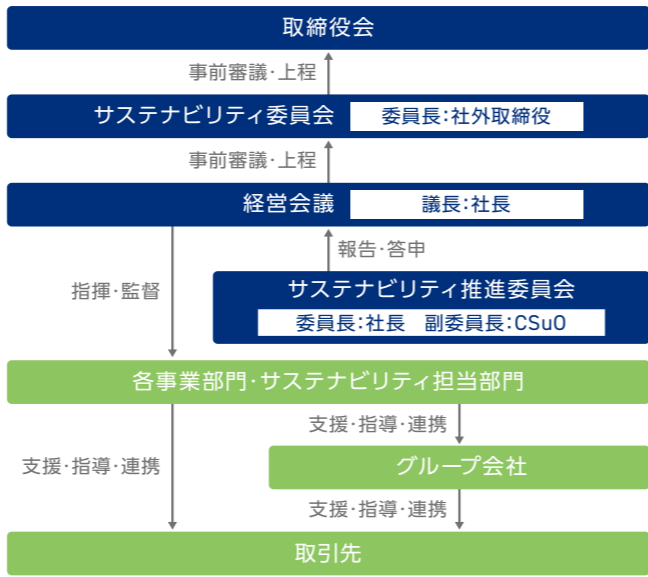 取締役会
事前審議・上程
サステナビリティ委員会 委員長：社外取締役
事前審議・上程
経営会議 議長：社長
報告・答申
指揮・監督
サステナビリティ推進委員会
委員長：社長 副委員長：CSuO
各事業部門・サステナビリティ担当部門
支援・指導・連携
支援・指導・連携
グループ会社
支援・指導・連携
取引先